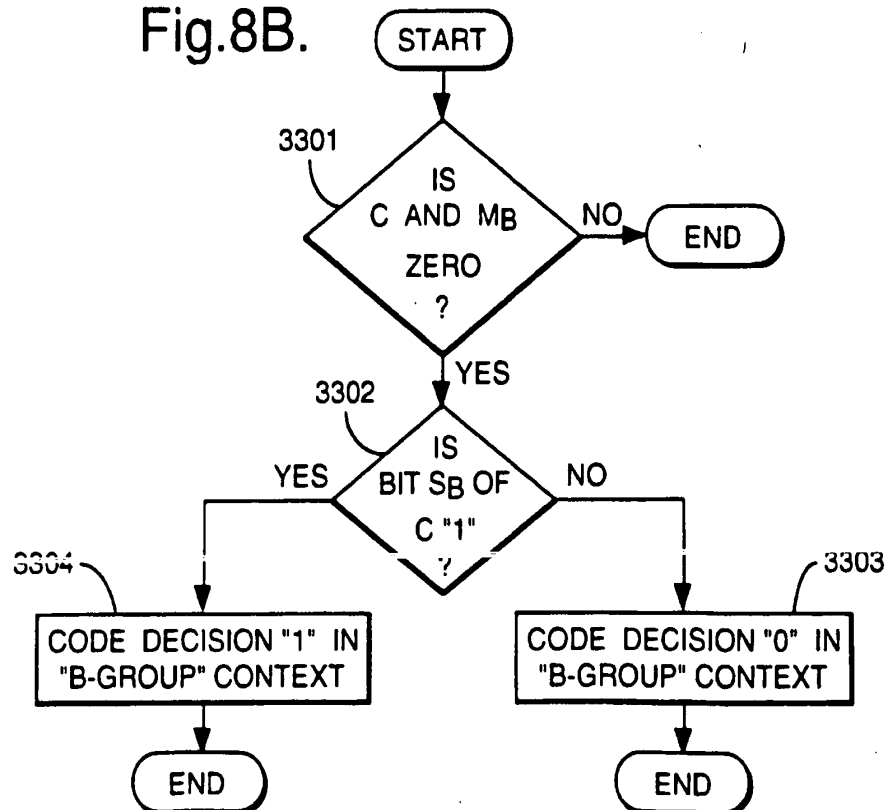 Fig.8B.
START
3301
IS
C AND MB
ZERO
?
NO
END
YES
3302
IS
BIT SB OF
C "1"
?
YES
NO
3304
3303
CODE DECISION "1" IN
"B-GROUP" CONTEXT
CODE DECISION "0" IN
"B-GROUP" CONTEXT
END
END